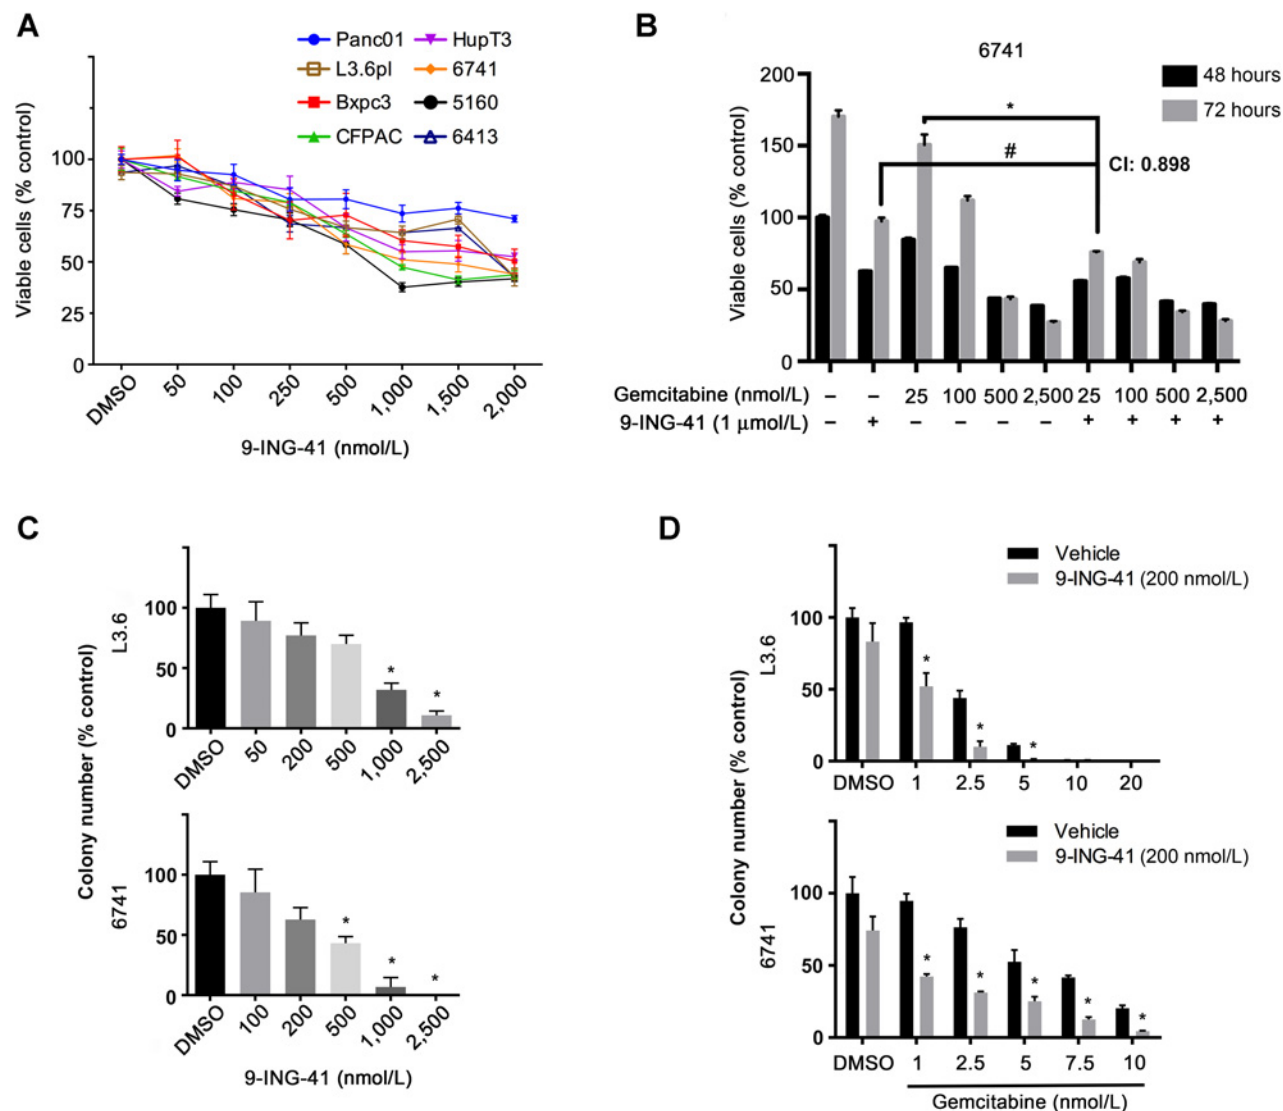 A
Panc01
HupT3
L3.6pl
6741
Bxpc3
5160
CFPAC
6413
Viable cells (% control)
100
75
50
25
0
DMSO
50
100
250
500
1,000
1,500
2,000
9-ING-41 (nmol/L)
B
6741
48 hours
72 hours
Viable cells (% control)
200
150
100
50
0
*
#
CI: 0.898
Gemcitabine (nmol/L) – – 25 100 500 2,500 25 100 500 2,500
9-ING-41 (1 μmol/L) – + – – – – + + + +
C
Colony number (% control)
L3.6
100
50
0
* *
DMSO
50
200
500
1,000
2,500
6741
100
50
0
* * *
DMSO
100
200
500
1,000
2,500
9-ING-41 (nmol/L)
D
Colony number (% control)
Vehicle
9-ING-41 (200 nmol/L)
L3.6
100
50
0
* * *
DMSO 1 2.5 5 10 20
Vehicle
9-ING-41 (200 nmol/L)
6741
100
50
0
* * * * *
DMSO 1 2.5 5 7.5 10
Gemcitabine (nmol/L)